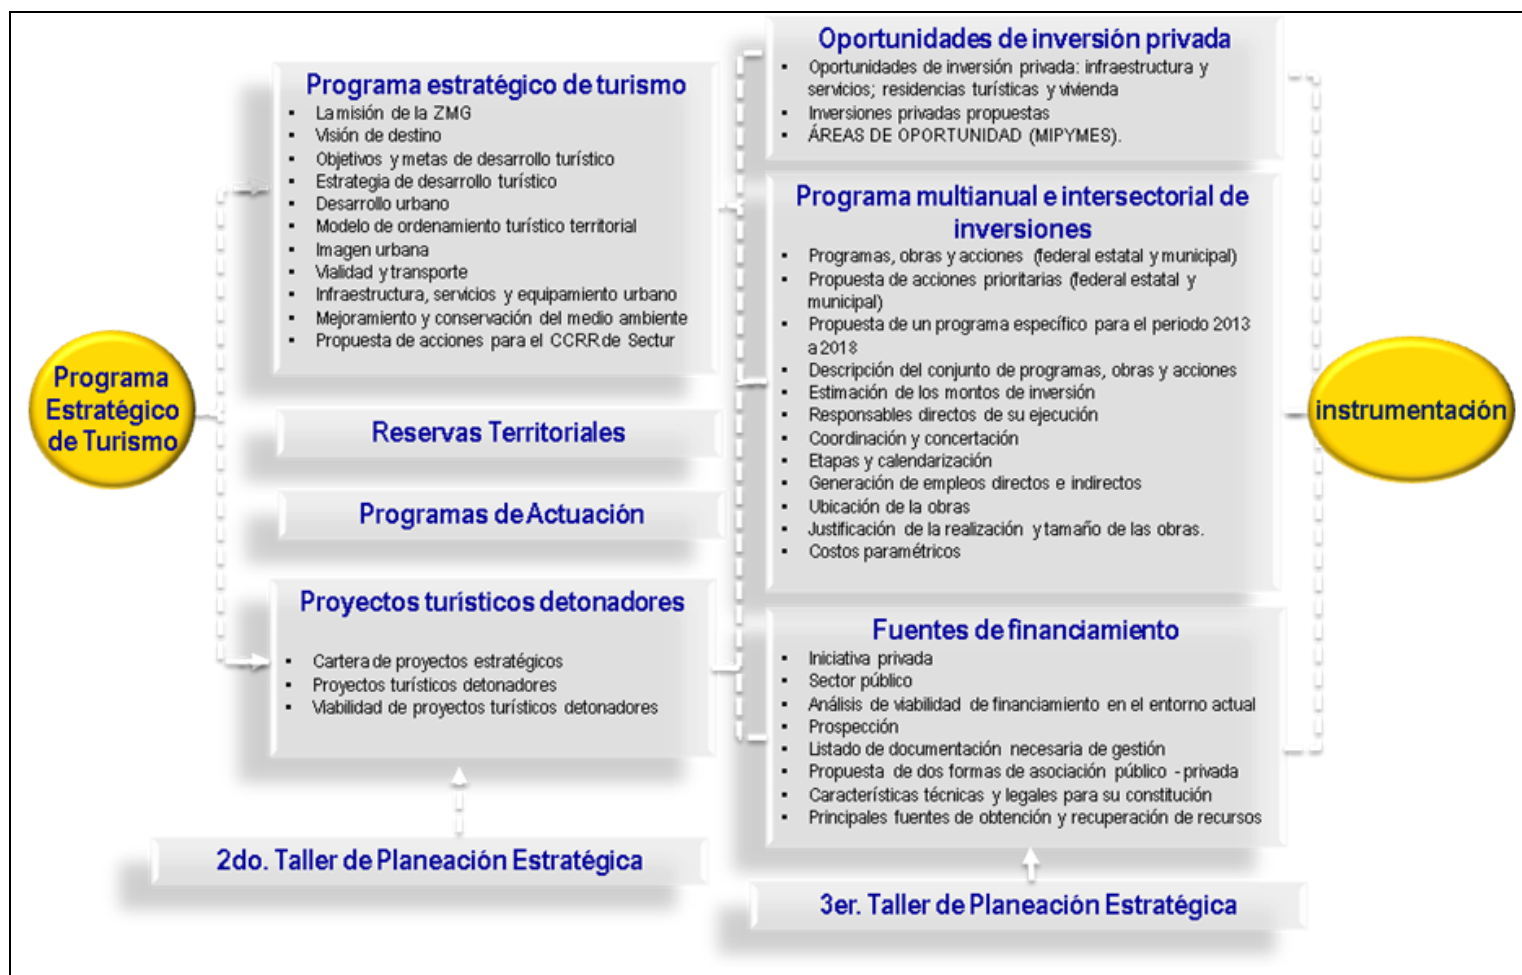 Programa
Estratégico
de Turismo
Programa estratégico de turismo
▪ La misión de la ZMG
▪ Visión de destino
▪ Objetivos y metas de desarrollo turístico
▪ Estrategia de desarrollo turístico
▪ Desarrollo urbano
▪ Modelo de ordenamiento turístico territorial
▪ Imagen urbana
▪ Vialidad y transporte
▪ Infraestructura, servicios y equipamiento urbano
▪ Mejoramiento y conservación del medio ambiente
▪ Propuesta de acciones para el CCRR de Sectur
Reservas Territoriales
Programas de Actuación
Proyectos turísticos detonadores
▪ Cartera de proyectos estratégicos
▪ Proyectos turísticos detonadores
▪ Viabilidad de proyectos turísticos detonadores
2do. Taller de Planeación Estratégica
Oportunidades de inversión privada
▪ Oportunidades de inversión privada: infraestructura y
servicios; residencias turísticas y vivienda
▪ Inversiones privadas propuestas
▪ ÁREAS DE OPORTUNIDAD (MIPYMES).
Programa multianual e intersectorial de
inversiones
▪ Programas, obras y acciones (federal estatal y municipal)
▪ Propuesta de acciones prioritarias (federal estatal y
municipal)
▪ Propuesta de un programa específico para el periodo 2013
a 2018
▪ Descripción del conjunto de programas, obras y acciones
▪ Estimación de los montos de inversión
▪ Responsables directos de su ejecución
▪ Coordinación y concertación
▪ Etapas y calendarización
▪ Generación de empleos directos e indirectos
▪ Ubicación de la obras
▪ Justificación de la realización y tamaño de las obras.
▪ Costos paramétricos
Fuentes de financiamiento
▪ Iniciativa privada
▪ Sector público
▪ Análisis de viabilidad de financiamiento en el entorno actual
▪ Prospección
▪ Listado de documentación necesaria de gestión
▪ Propuesta de dos formas de asociación público - privada
▪ Características técnicas y legales para su constitución
▪ Principales fuentes de obtención y recuperación de recursos
3er. Taller de Planeación Estratégica
instrumentación